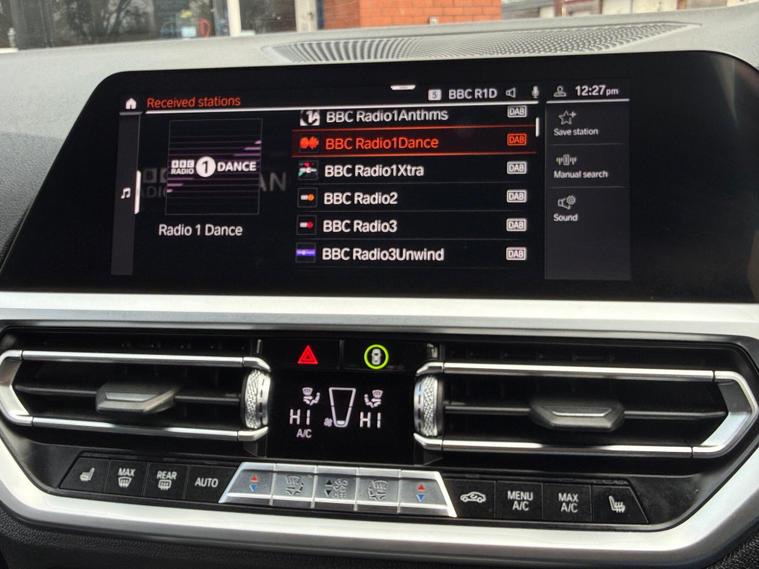 Received stations
S BBC R1D
12:27pm
BBC Radio1Anthms DAB
BBC Radio1Dance DAB
BBC Radio1Xtra DAB
BBC Radio2 DAB
BBC Radio3 DAB
BBC Radio3Unwind DAB
BBC
RADIO 1 DANCE
Radio 1 Dance
Save station
Manual search
Sound
HI HI
A/C
MAX
REAR
AUTO
MENU
A/C
MAX
A/C